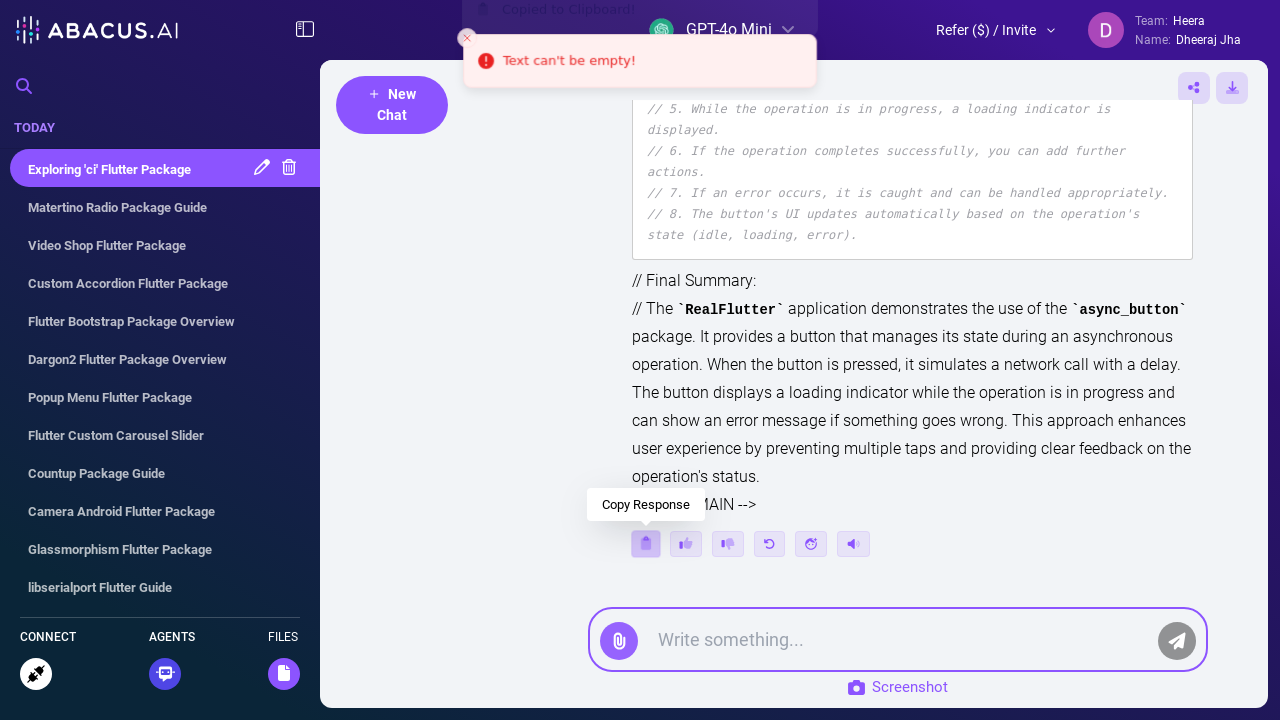 ABACUS.AI
Copied to Clipboard!
GPT-4o Mini
Text can't be empty!
Refer ($) / Invite
D
Team: Heera
Name: Dheeraj Jha
TODAY
Exploring 'ci' Flutter Package
Matertino Radio Package Guide
Video Shop Flutter Package
Custom Accordion Flutter Package
Flutter Bootstrap Package Overview
Dargon2 Flutter Package Overview
Popup Menu Flutter Package
Flutter Custom Carousel Slider
Countup Package Guide
Camera Android Flutter Package
Glassmorphism Flutter Package
libserialport Flutter Guide
CONNECT
AGENTS
FILES
+ New
Chat
// 5. While the operation is in progress, a loading indicator is
displayed.
// 6. If the operation completes successfully, you can add further
actions.
// 7. If an error occurs, it is caught and can be handled appropriately.
// 8. The button's UI updates automatically based on the operation's
state (idle, loading, error).
// Final Summary:
// The `RealFlutter` application demonstrates the use of the `async_button`
package. It provides a button that manages its state during an asynchronous
operation. When the button is pressed, it simulates a network call with a delay.
The button displays a loading indicator while the operation is in progress and
can show an error message if something goes wrong. This approach enhances
user experience by preventing multiple taps and providing clear feedback on the
operation's status.
MAIN -->
Copy Response
Write something...
Screenshot